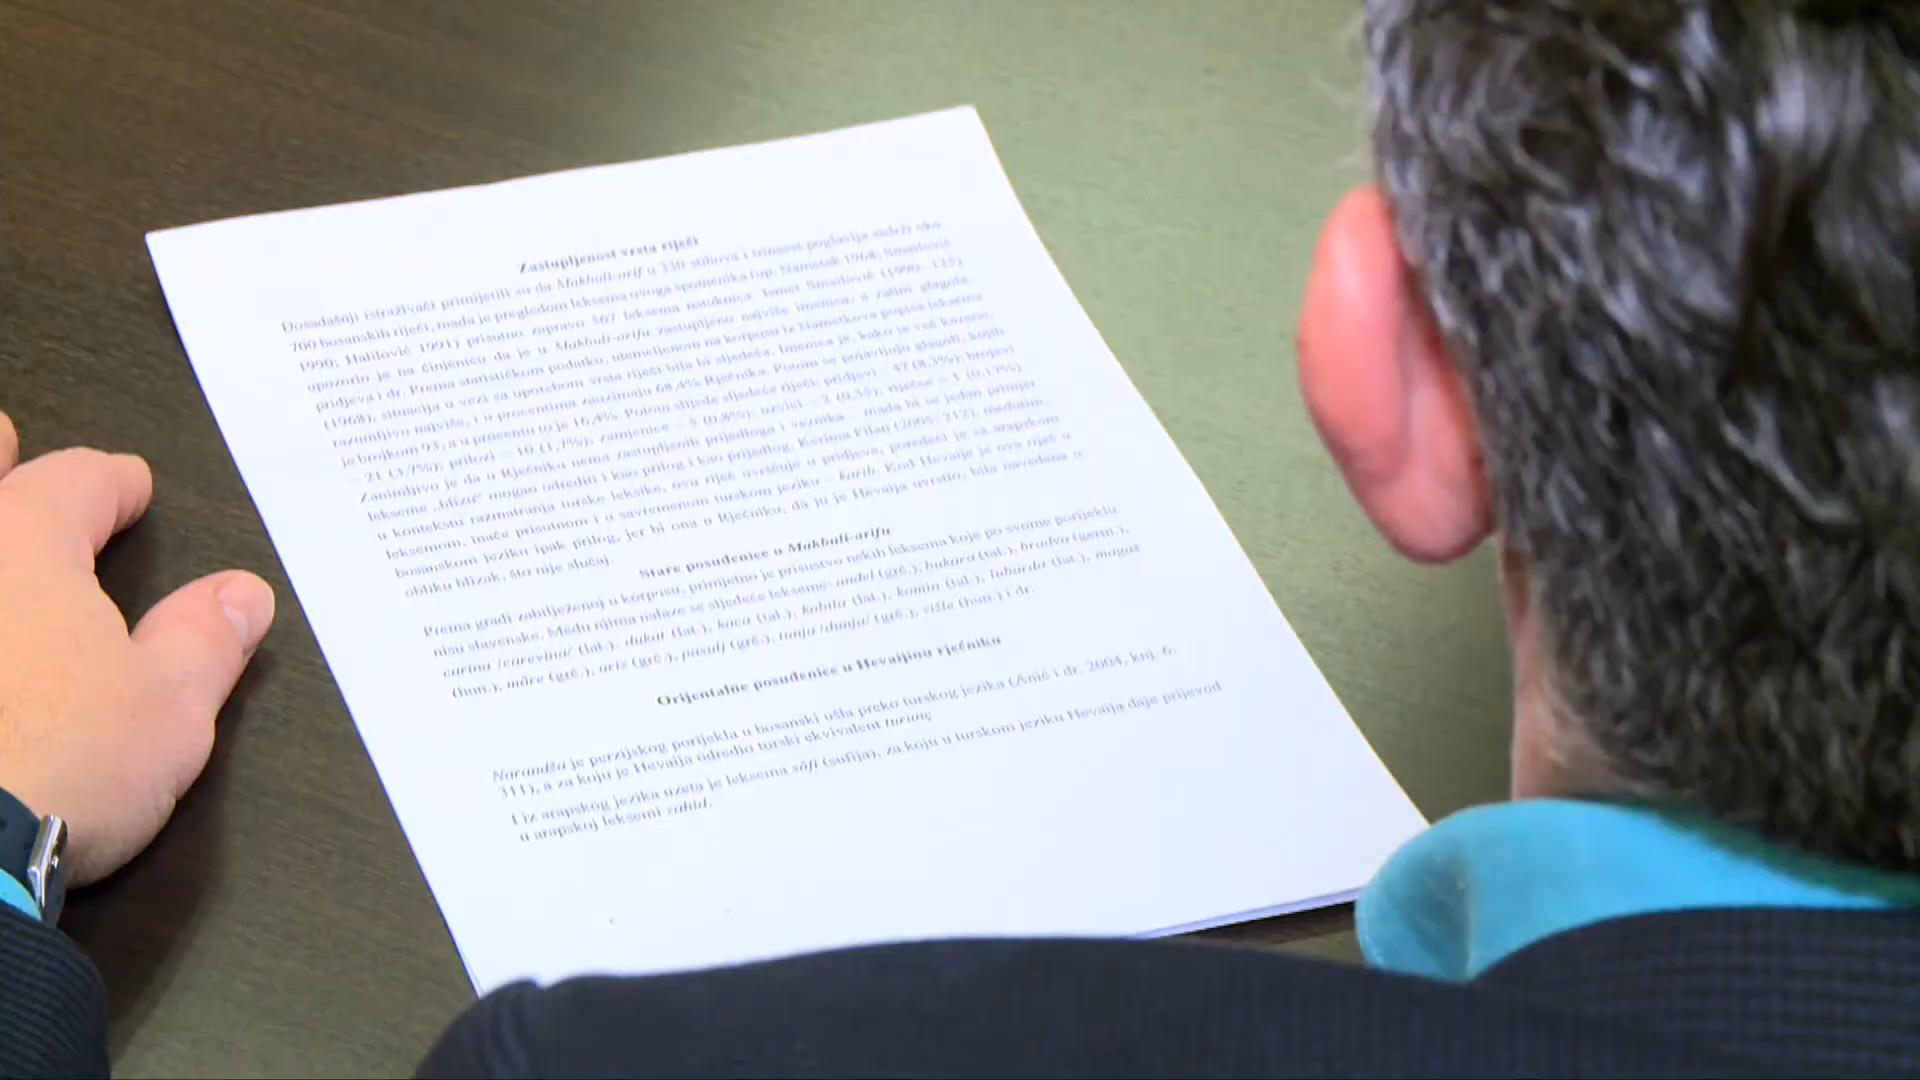 Zastupljenost vrsta riječi
Dosadašnji istraživači primijetili su da Makbuli-arif u 330 stihova i trinaest poglavlja sadrži oko
700 bosanskih riječi, mada je pregledom leksema ovoga spomenika (up. Nametak 1968; Smailović
1990; Halilović 1991) prisutno zapravo 567 leksema natuknica. Ismet Smailović (1990: 125)
upozorio je na činjenicu da je u Makbuli-arifu zastupljeno najviše imenica, a zatim glagola,
pridjeva i dr. Prema statističkom podatku, utemeljenom na korpusu iz Nametkova popisa leksema
(1968), situacija u vezi sa upotrebom vrsta riječi bila bi sljedeća. Imenica je, kako je već kazano,
razumljivo najviše, i u procentima zauzimaju 68,4% Rječnika. Potom se pojavljuju glagoli, kojih
je brojkom 93, a u procentu to je 16,4%. Potom slijede sljedeće riječi: pridjevi – 47 (8,3%); brojevi
– 21 (3,7%); prilozi – 10 (1,7%); zamjenice – 5 (0,8%); uzvici – 2 (0,35), riječce – 1 (0,17%)
Zanimljivo je da u Rječniku nema zastupljenih prijedloga i veznika – mada bi se jedan primjer
lekseme „blizu“ mogao odrediti i kao prilog i kao prijedlog. Kerima Filan (2005: 212), međutim,
u kontekstu razmatranja turske leksike, ovu riječ uvršćuje u pridjeve, poredeći je sa arapskom
leksemom, inače prisutnom i u savremenom turskom jeziku – karib. Kod Hevaije je ova riječ u
bosanskom jeziku ipak prilog, jer bi ona u Rječniku, da ju je Hevaija uvrstio, bila navedena u
obliku blizak, što nije slučaj.
Stare posuđenice u Makbuli-arifu
Prema građi zabilježenoj u korpusu, primjetno je prisustvo nekih leksema koje po svome porijeklu
nisu slavenske. Među njima nalaze se sljedeće lekseme: anđel (grč.), bukara (tal.), bradva (germ.),
carina /carevina/ (lat.), dukat (lat.), kaca (tal.), kobila (lat.), komin (tal.), lubarda (lat.), magar
(hun.), môre (grč.), oris (grč.), pasulj (grč.), tunja /dunja/ (grč.), višle (hun.) i dr.
Orijentalne posuđenice u Hevaijinu rječniku
Narandža je perzijskog porijekla u bosanski ušla preko turskog jezika (Anić i dr. 2004, knj. 6:
311), a za koju je Hevaija odredio turski ekvivalent turunç
I iz arapskog jezika uzeta je leksema sôfi (sufija), za koju u turskom jeziku Hevaija daje prijevod
u arapskoj leksemi zahid.